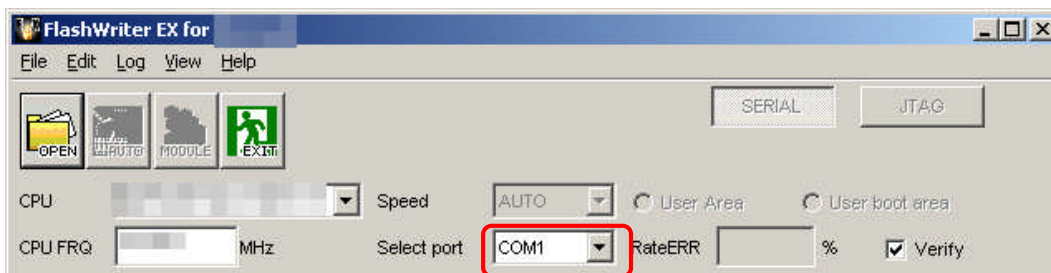 FlashWriter EX for
File Edit Log View Help
OPEN AUTO MODULE EXIT SERIAL JTAG
CPU Speed AUTO User Area User boot area
CPU FRQ MHz Select port COM1 RateERR % Verify